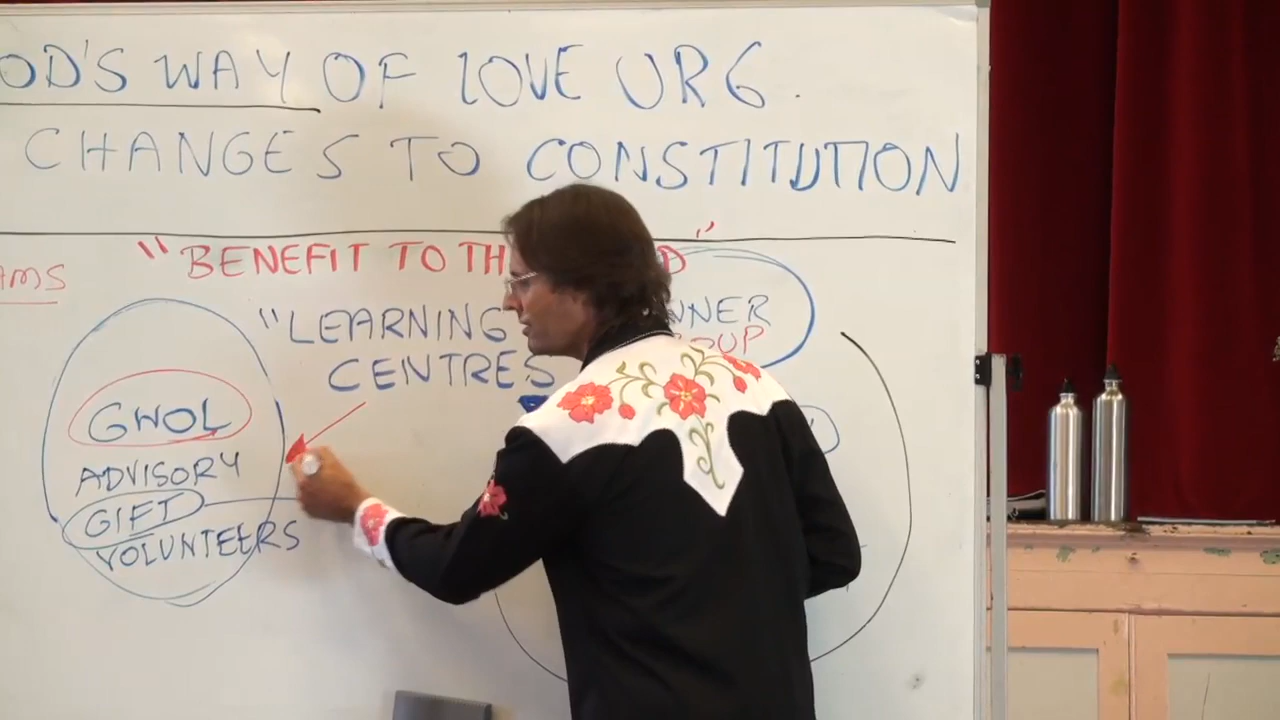 OD'S WAY OF LOVE URG.
CHANGES TO CONSTITUTION
"BENEFIT TO TH D"
AMS
"LEARNING
CENTRES
NNER
OUP
GWOL
ADVISORY
GIFT
VOLUNTEERS